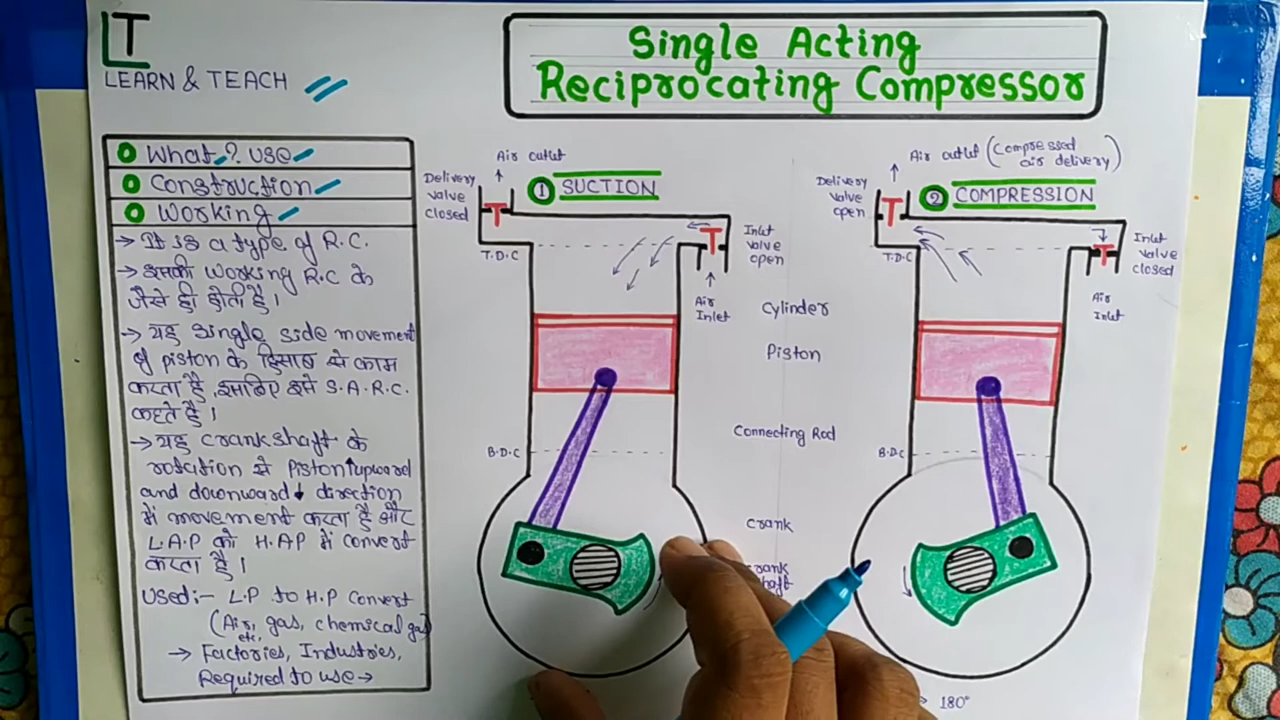 LT
LEARN & TEACH
Single Acting
Reciprocating Compressor
What? Use
Construction
Working
→ It is a type of R.C.
→ इसकी working R.C के
जैसे ही होती है।
→ यह single side movement
of piston के हिसाब से काम
करता है, इसलिए इसे S.A.R.C.
कहते है।
→ यह crankshaft के
rotation से Piston ↑ upward
and downward ↓ direction
में movement करता है और
L.A.P को H.A.P में convert
करता है।
Used:- L.P to H.P Convert
(Air, gas, chemical gas)
etc.
→ Factories, Industries,
Required to use →
Air outlet
① SUCTION
Delivery
valve
closed
Inlet
valve
open
T.D.C
Air
Inlet
B.D.C
Cylinder
Piston
Connecting Rod
Crank
Air outlet (Compressed
air delivery)
② COMPRESSION
Delivery
valve
open
Inlet
valve
closed
T.D.C
Air
Inlet
B.D.C
180°